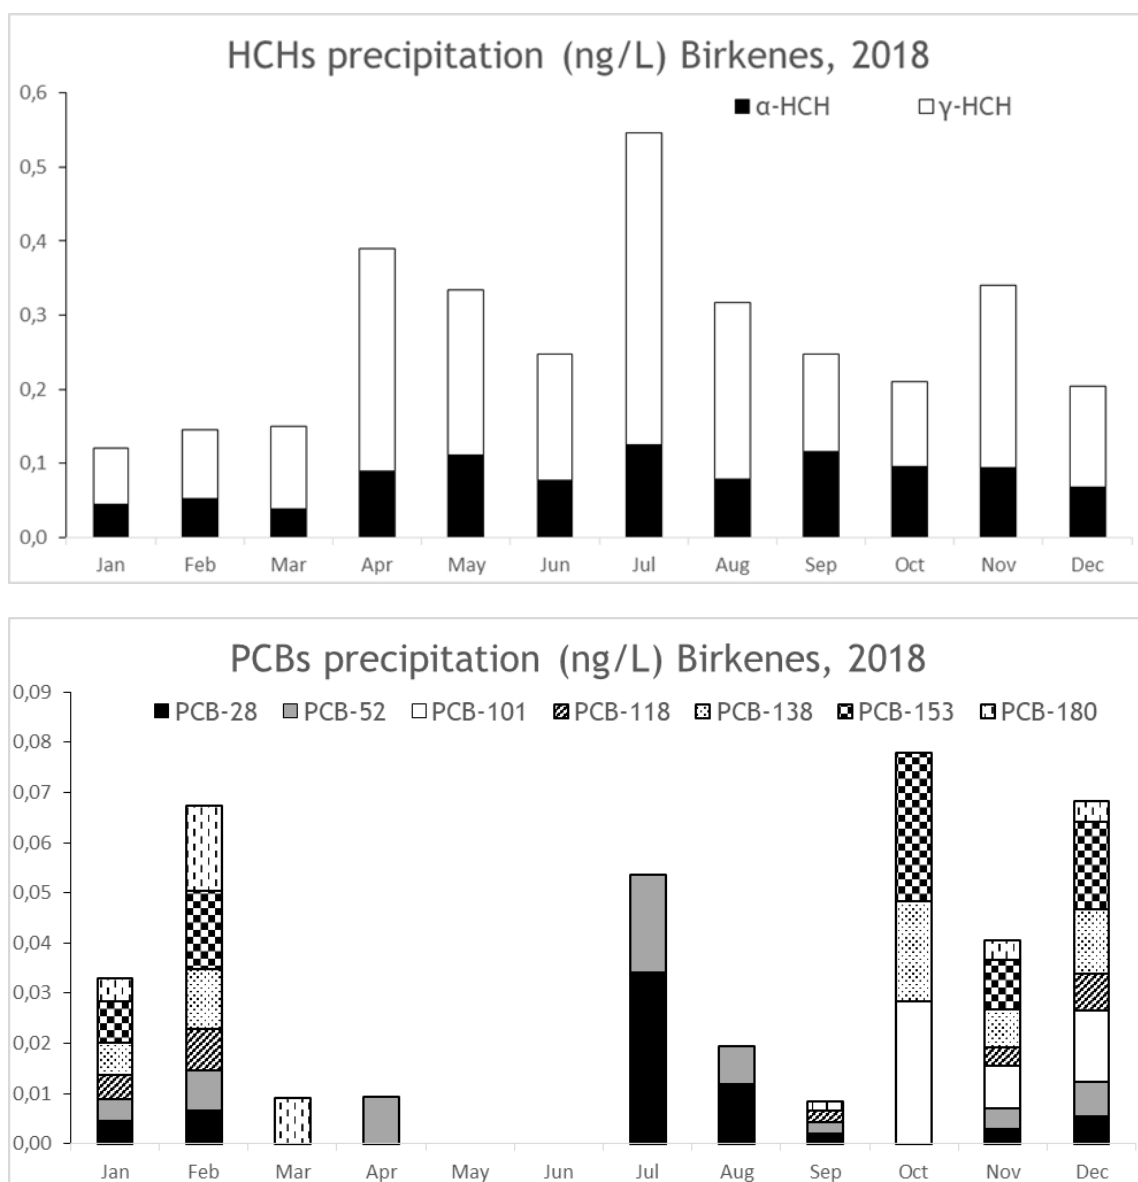 HCHs precipitation (ng/L) Birkenes, 2018
α-HCH γ-HCH
0,6
0,5
0,4
0,3
0,2
0,1
0,0
Jan Feb Mar Apr May Jun Jul Aug Sep Oct Nov Dec
PCBs precipitation (ng/L) Birkenes, 2018
PCB-28 PCB-52 PCB-101 PCB-118 PCB-138 PCB-153 PCB-180
0,09
0,08
0,07
0,06
0,05
0,04
0,03
0,02
0,01
0,00
Jan Feb Mar Apr May Jun Jul Aug Sep Oct Nov Dec